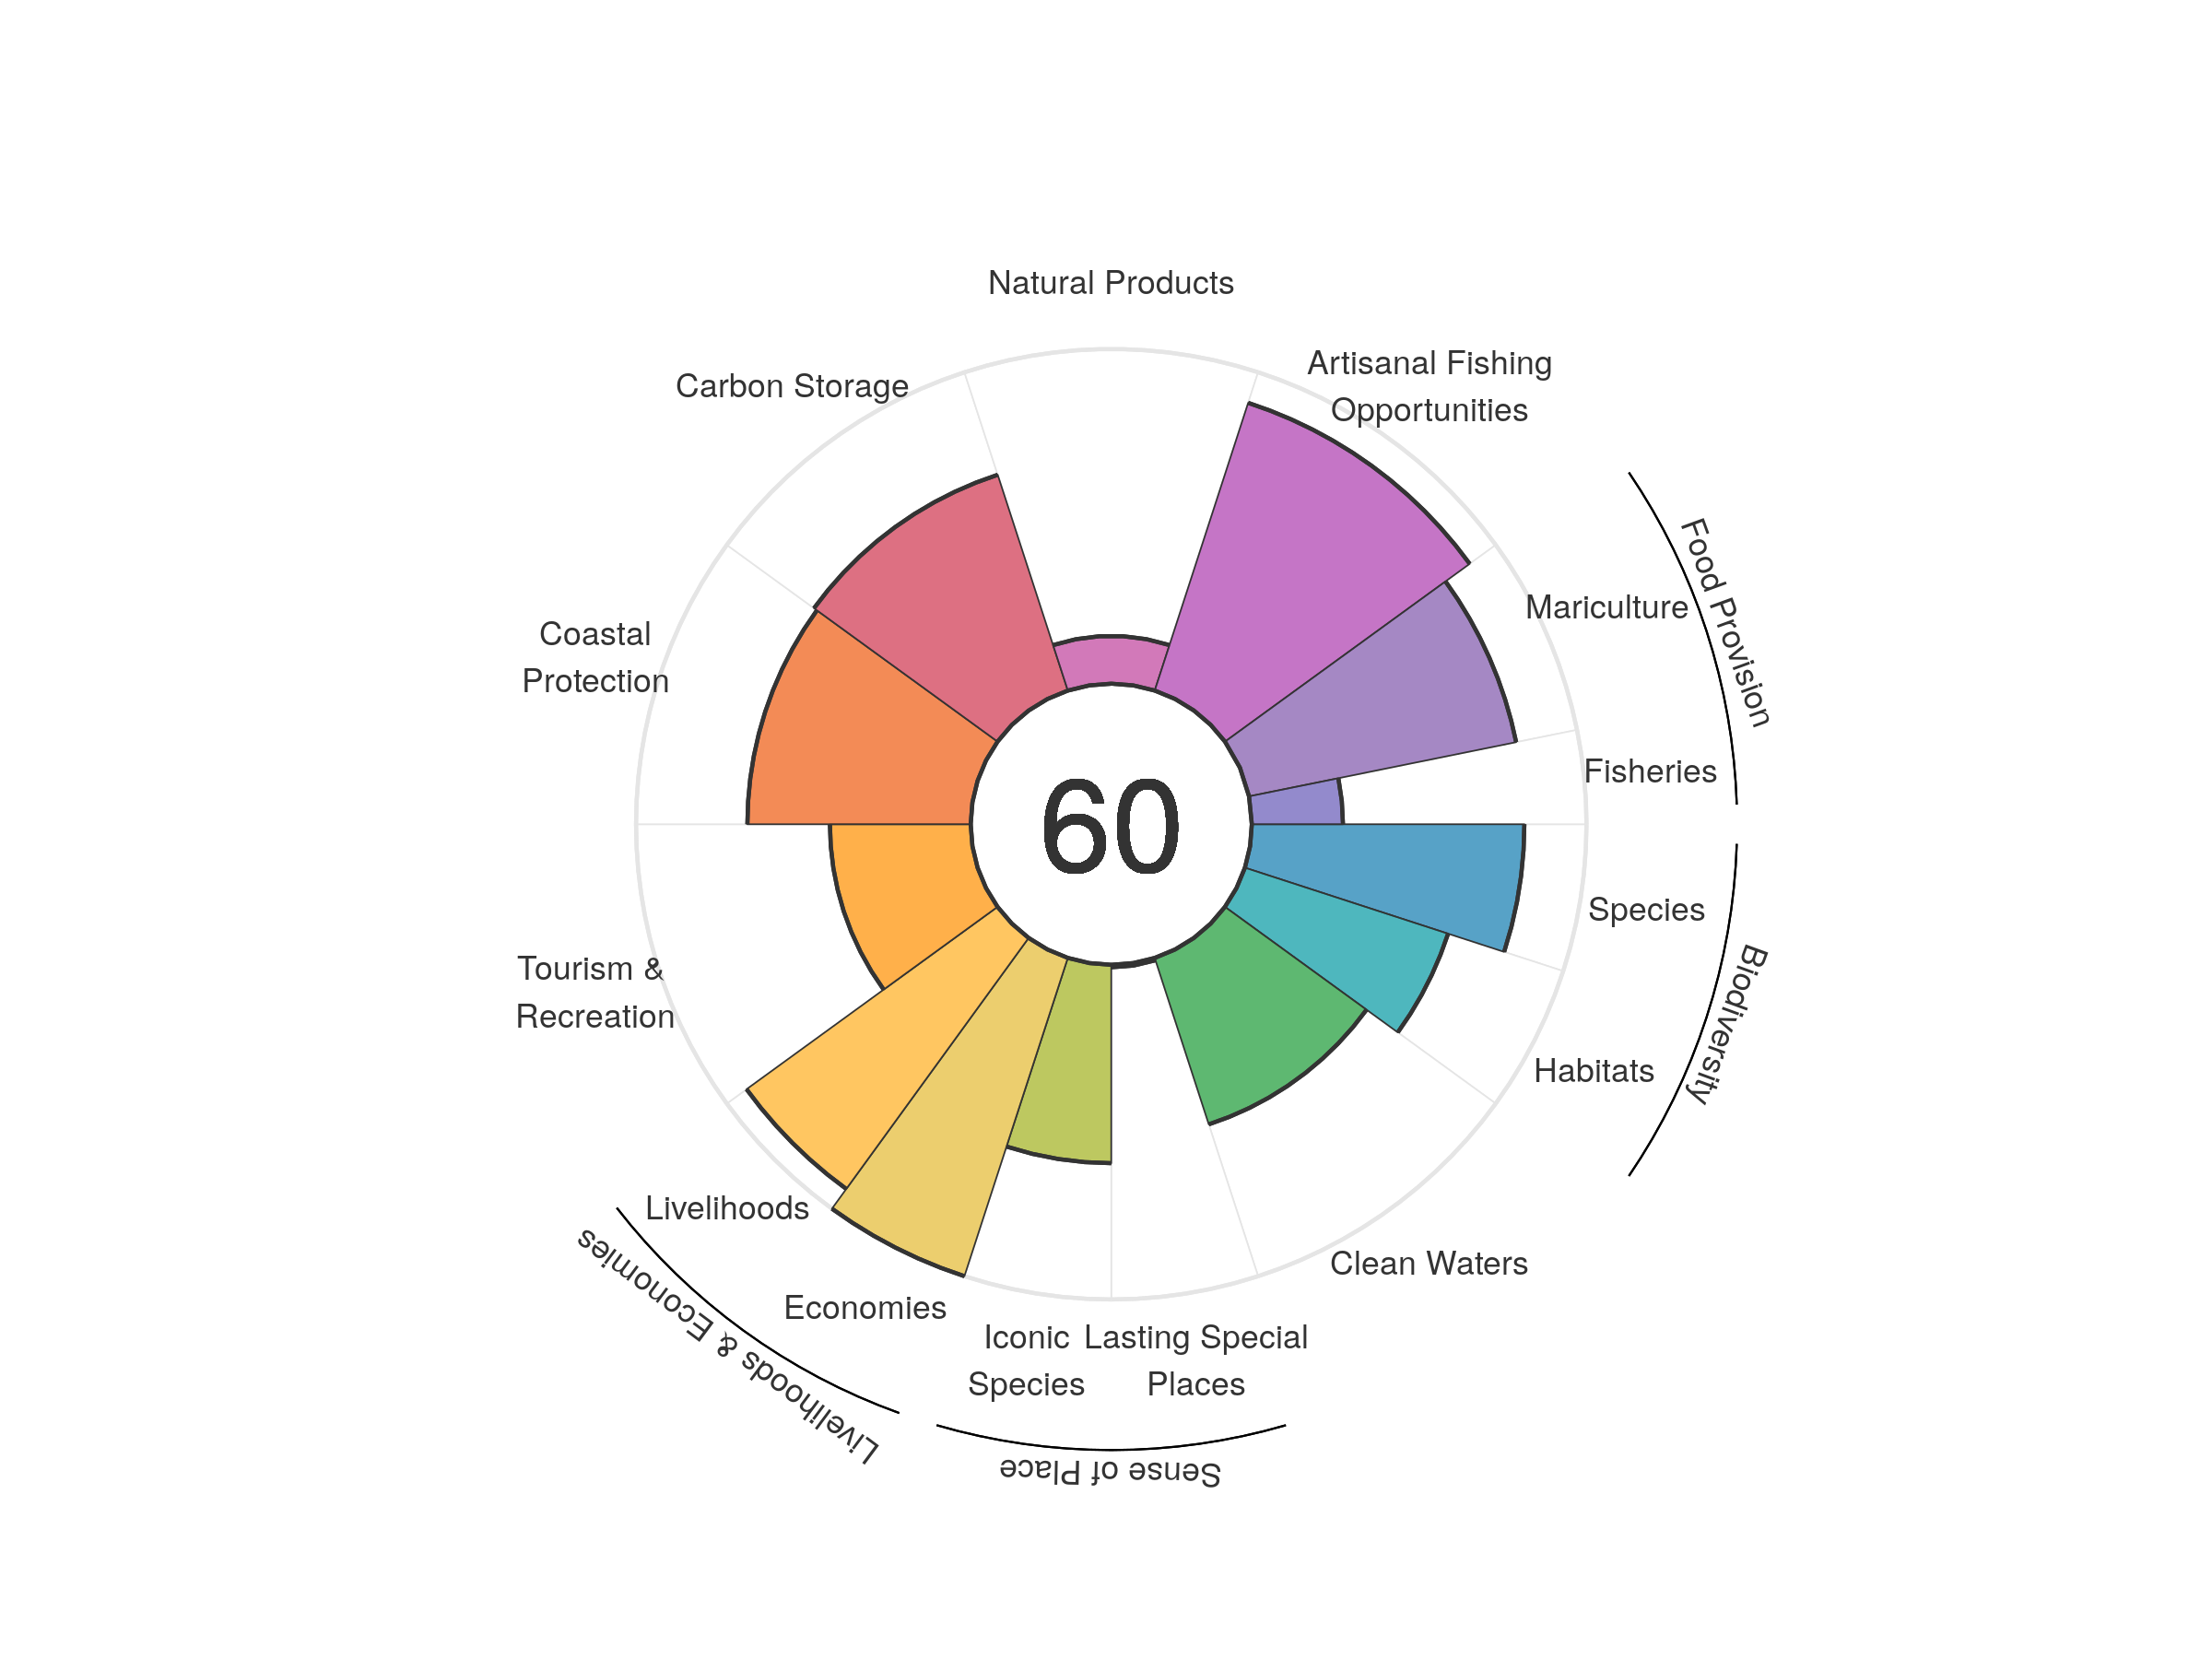 Natural Products
Artisanal Fishing
Opportunities
Carbon Storage
Food Provision
Mariculture
Coastal
Protection
Fisheries
60
Species
Biodiversity
Tourism &
Recreation
Habitats
Livelihoods
Clean Waters
Livelihoods & Economies
Economies
Iconic
Species
Lasting Special
Places
Sense of Place